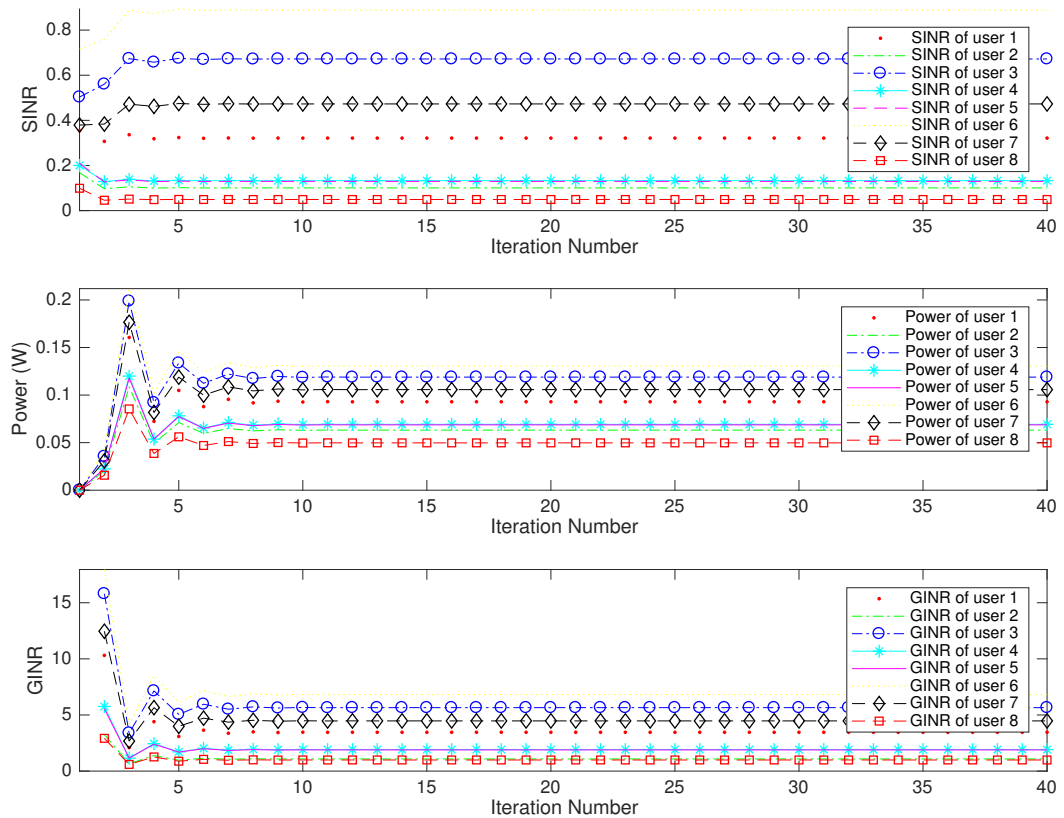 0.8
0.6
0.4
0.2
0
SINR
5 10 15 20 25 30 35 40
Iteration Number
SINR of user 1
SINR of user 2
SINR of user 3
SINR of user 4
SINR of user 5
SINR of user 6
SINR of user 7
SINR of user 8
0.2
0.15
0.1
0.05
0
Power (W)
5 10 15 20 25 30 35 40
Iteration Number
Power of user 1
Power of user 2
Power of user 3
Power of user 4
Power of user 5
Power of user 6
Power of user 7
Power of user 8
15
10
5
0
GINR
5 10 15 20 25 30 35 40
Iteration Number
GINR of user 1
GINR of user 2
GINR of user 3
GINR of user 4
GINR of user 5
GINR of user 6
GINR of user 7
GINR of user 8